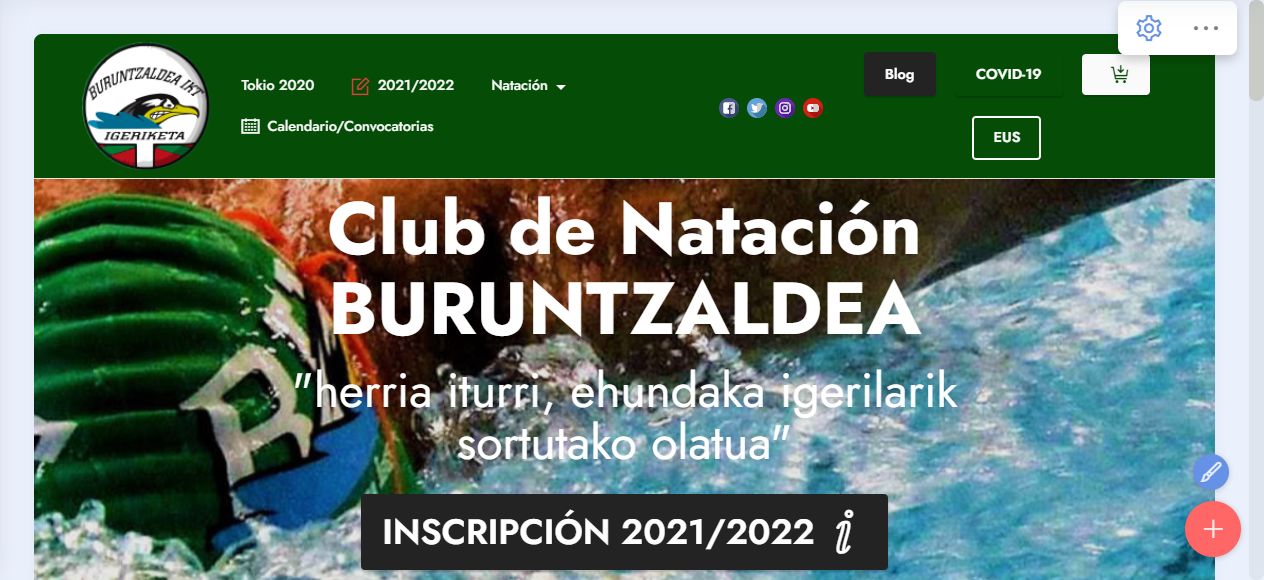 BURUNTZALDEA IKT
IGERIKETA
Tokio 2020
2021/2022
Natación
Calendario/Convocatorias
Blog
COVID-19
EUS
Club de Natación
BURUNTZALDEA
"herria iturri, ehundaka igerilarik
sortutako olatua"
INSCRIPCIÓN 2021/2022 i